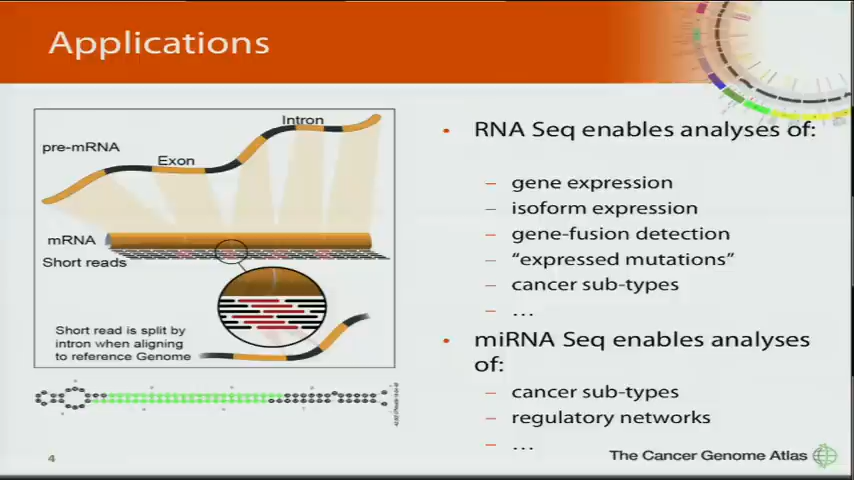 Applications
Intron
pre-mRNA
Exon
mRNA
Short reads
Short read is split by
intron when aligning
to reference Genome
• RNA Seq enables analyses of:
– gene expression
– isoform expression
– gene-fusion detection
– “expressed mutations”
– cancer sub-types
– …
• miRNA Seq enables analyses
of:
– cancer sub-types
– regulatory networks
– …
4
The Cancer Genome Atlas